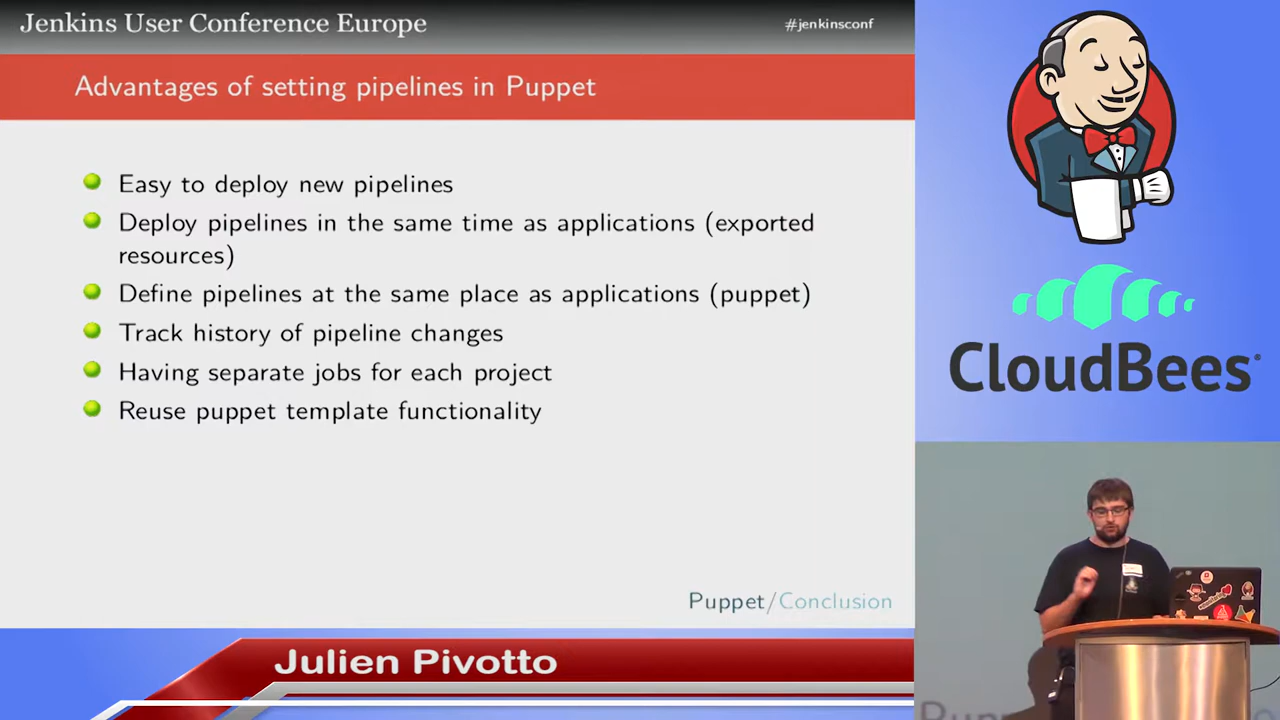 Jenkins User Conference Europe
#jenkinsconf
Advantages of setting pipelines in Puppet
Easy to deploy new pipelines
Deploy pipelines in the same time as applications (exported
resources)
Define pipelines at the same place as applications (puppet)
Track history of pipeline changes
Having separate jobs for each project
Reuse puppet template functionality
Puppet/Conclusion
Julien Pivotto
CloudBees